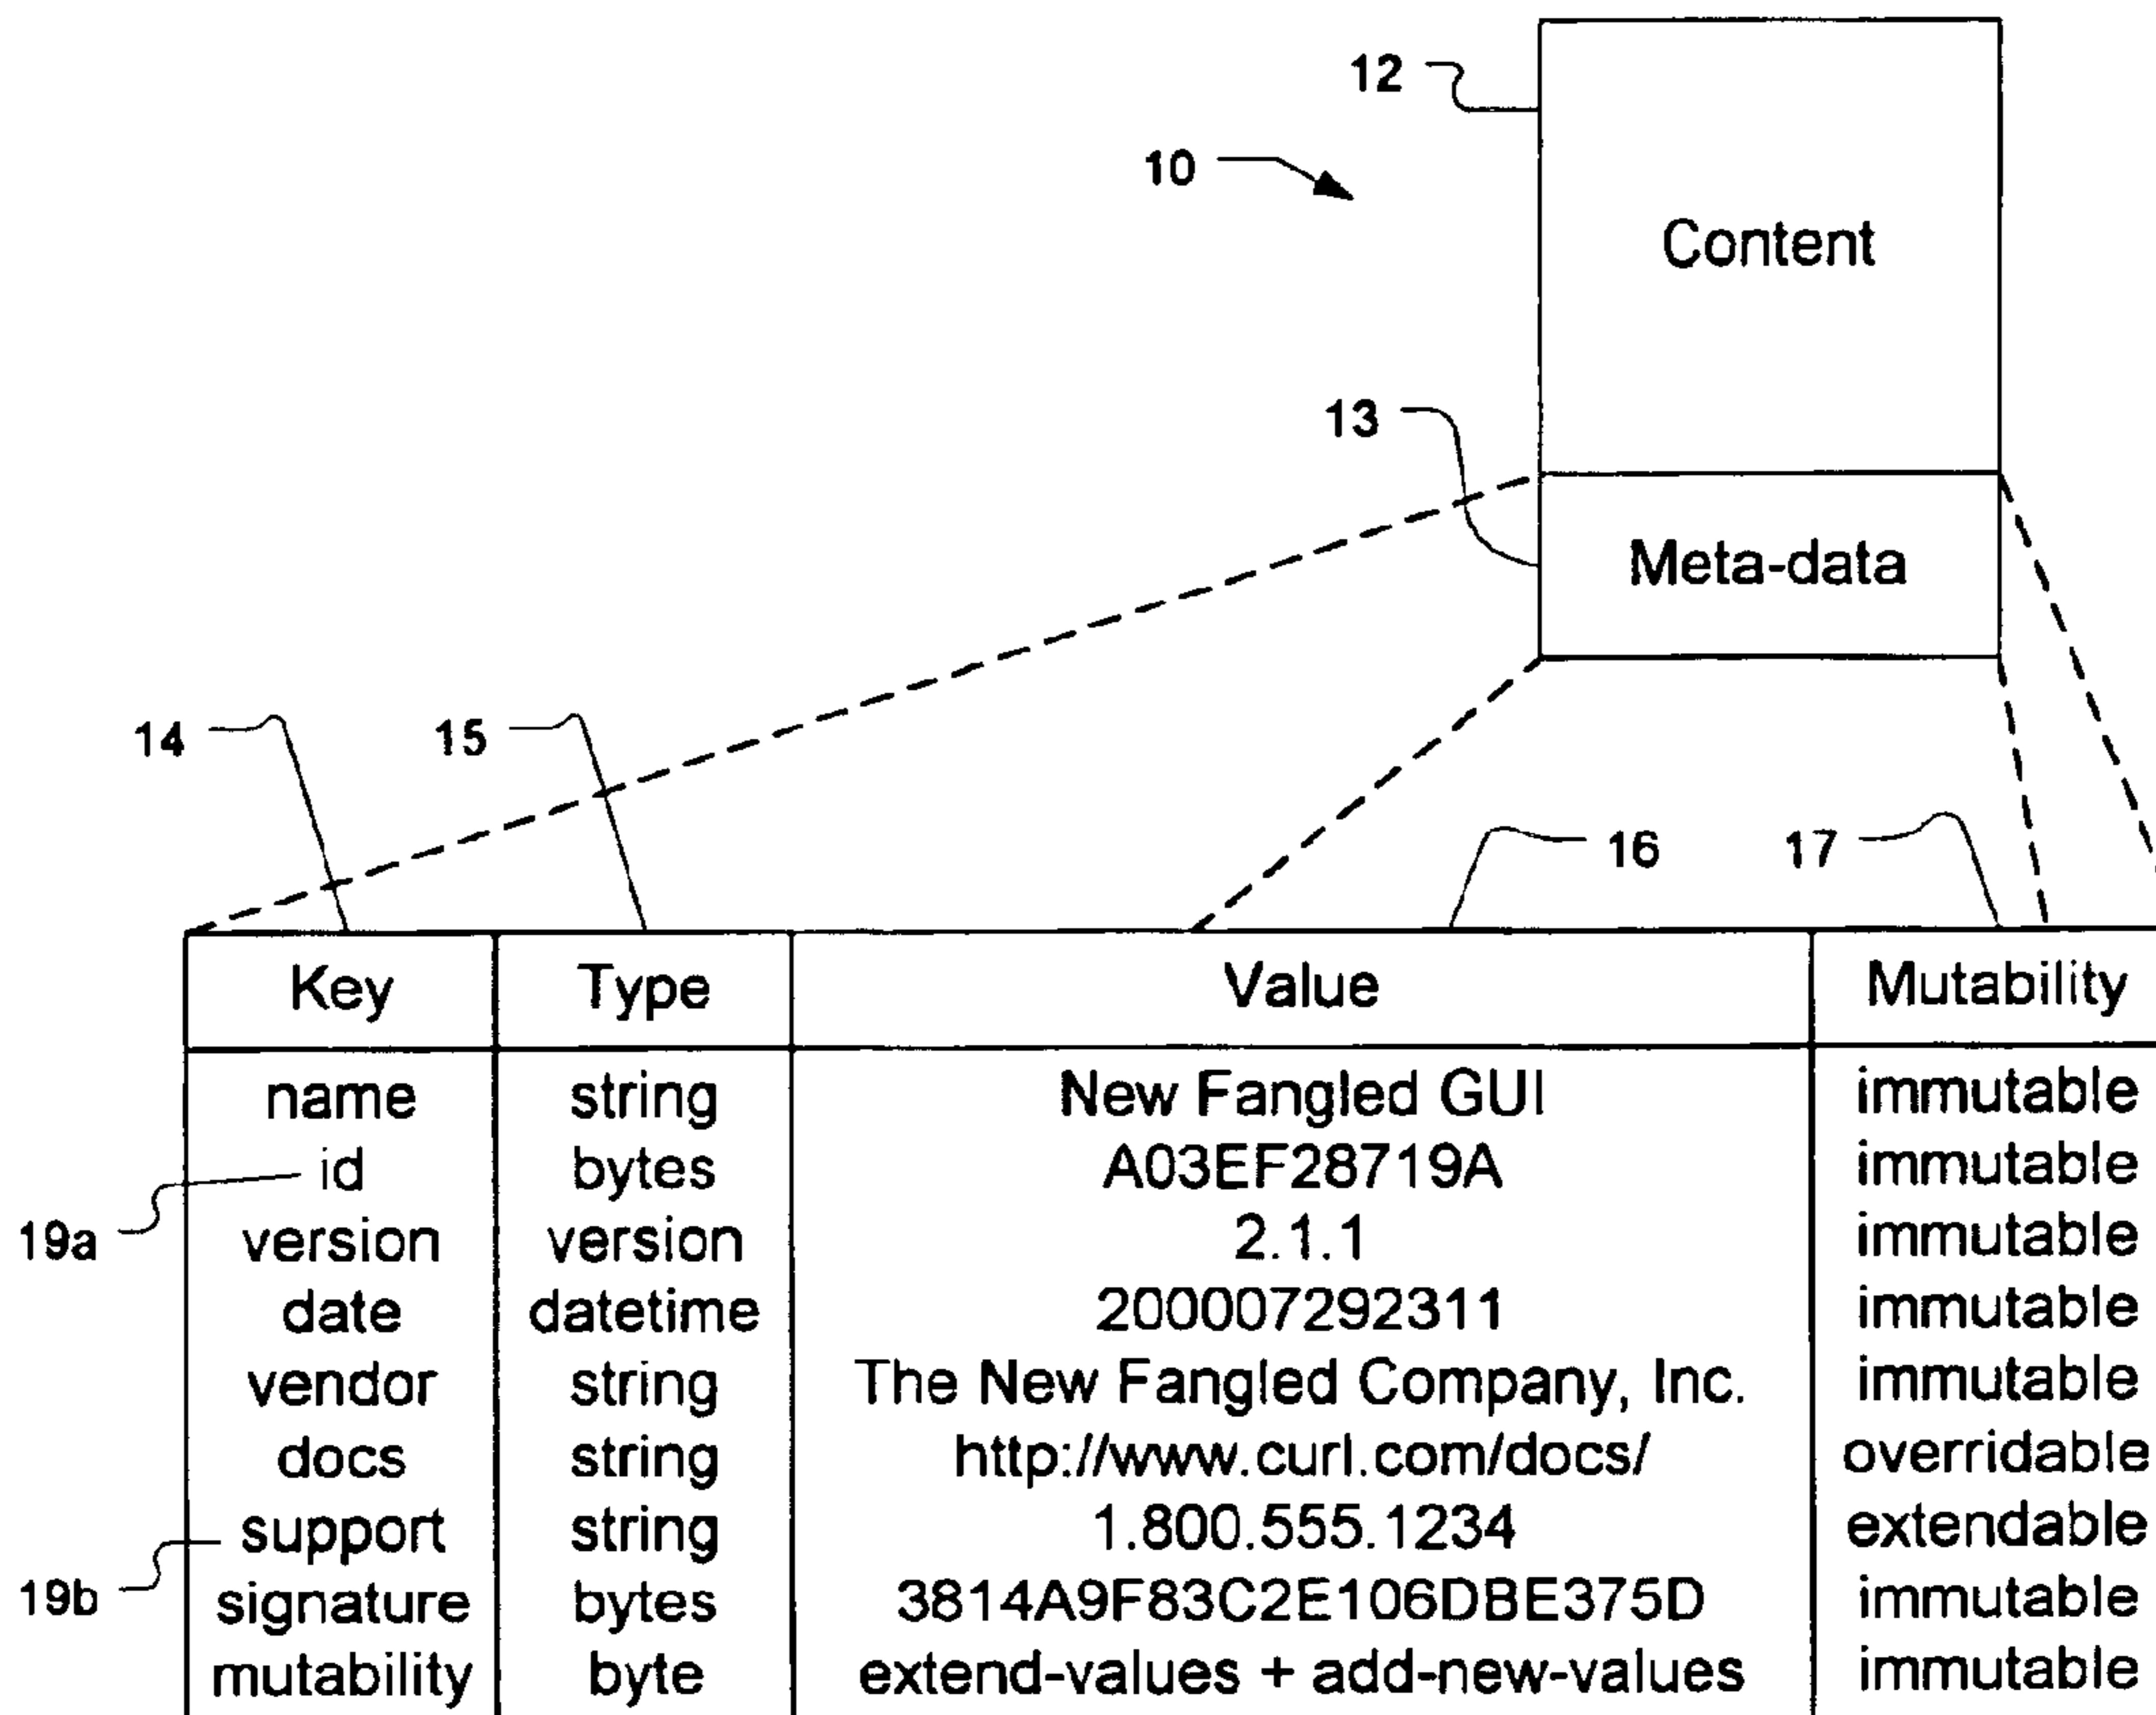 12
10
Content
13
Meta-data
14
15
16
17
Key Type Value Mutability
name string New Fangled GUI immutable
id bytes A03EF28719A immutable
19a
version version 2.1.1 immutable
date datetime 200007292311 immutable
vendor string The New Fangled Company, Inc. immutable
docs string http://www.curl.com/docs/ overridable
support string 1.800.555.1234 extendable
19b
signature bytes 3814A9F83C2E106DBE375D immutable
mutability byte extend-values + add-new-values immutable